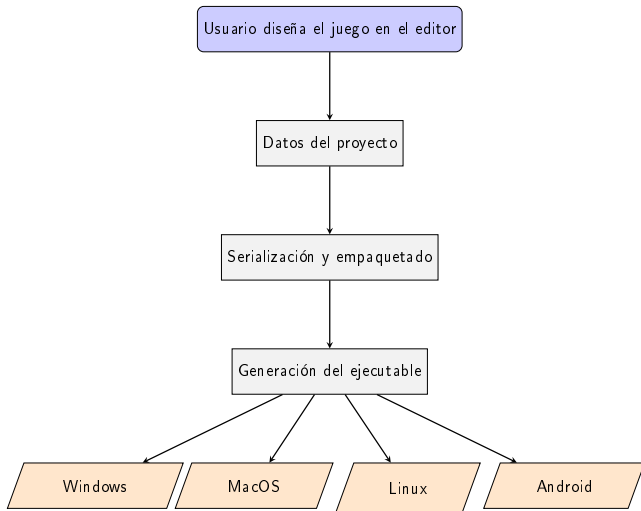 Usuario diseña el juego en el editor
Datos del proyecto
Serialización y empaquetado
Generación del ejecutable
Windows
MacOS
Linux
Android